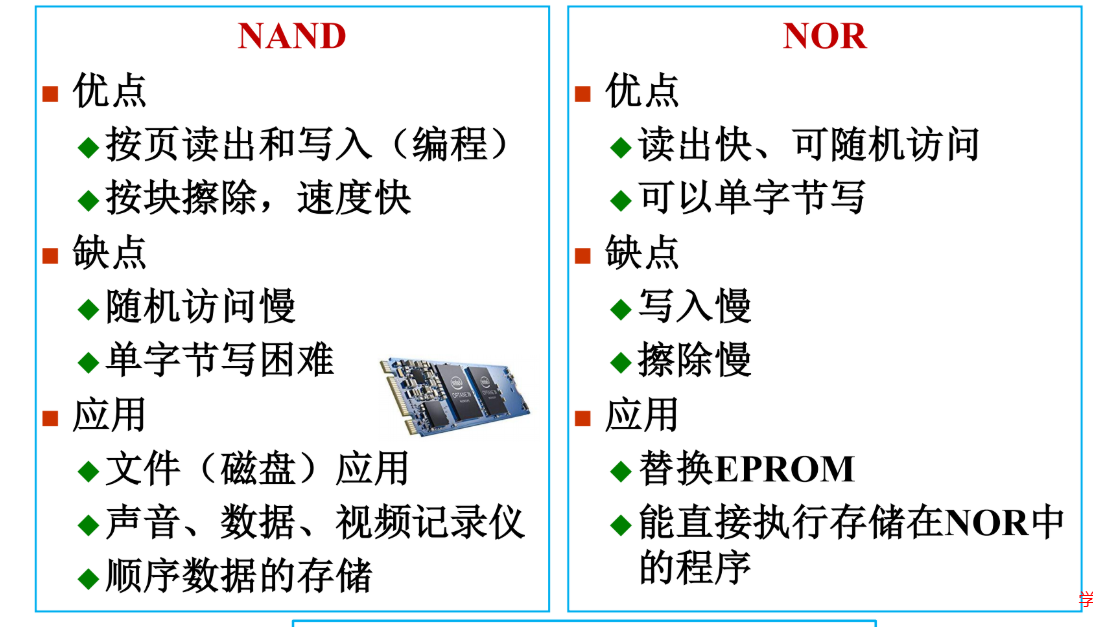 NAND
优点
按页读出和写入（编程）
按块擦除，速度快
缺点
随机访问慢
单字节写困难
应用
文件（磁盘）应用
声音、数据、视频记录仪
顺序数据的存储
NOR
优点
读出快、可随机访问
可以单字节写
缺点
写入慢
擦除慢
应用
替换EPROM
能直接执行存储在NOR中
的程序
学